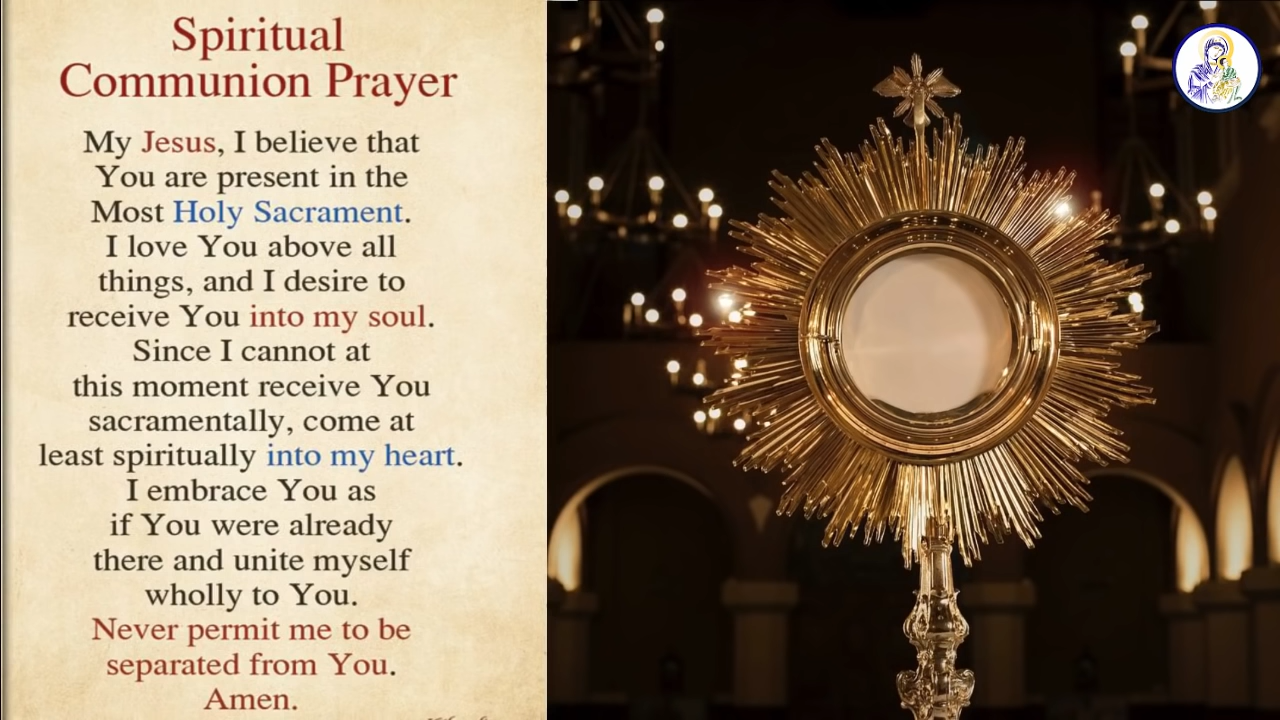 Spiritual
Communion Prayer
My Jesus, I believe that
You are present in the
Most Holy Sacrament.
I love You above all
things, and I desire to
receive You into my soul.
Since I cannot at
this moment receive You
sacramentally, come at
least spiritually into my heart.
I embrace You as
if You were already
there and unite myself
wholly to You.
Never permit me to be
separated from You.
Amen.